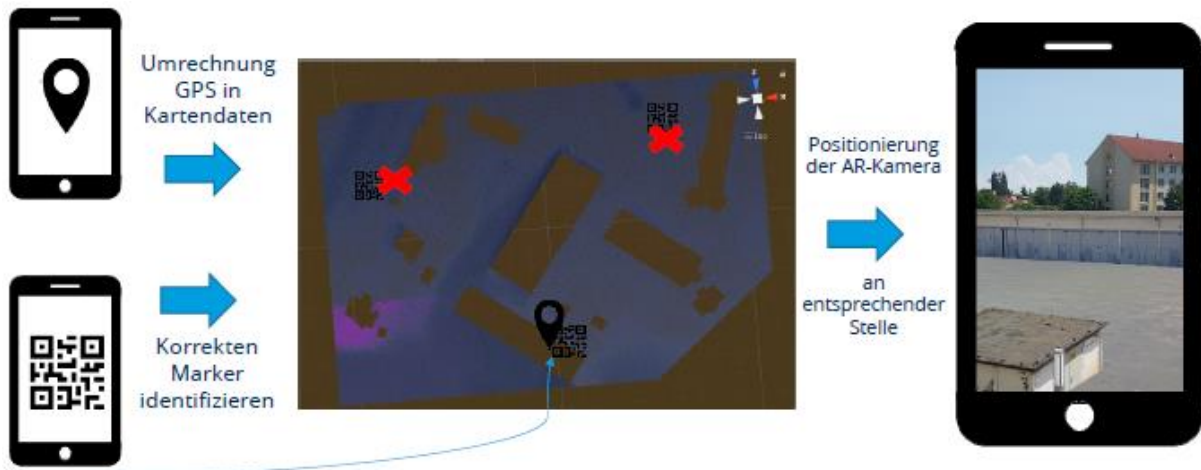 Umrechnung
GPS in
Kartendaten
Korrekten
Marker
identifizieren
Positionierung
der AR-Kamera
an
entsprechender
Stelle